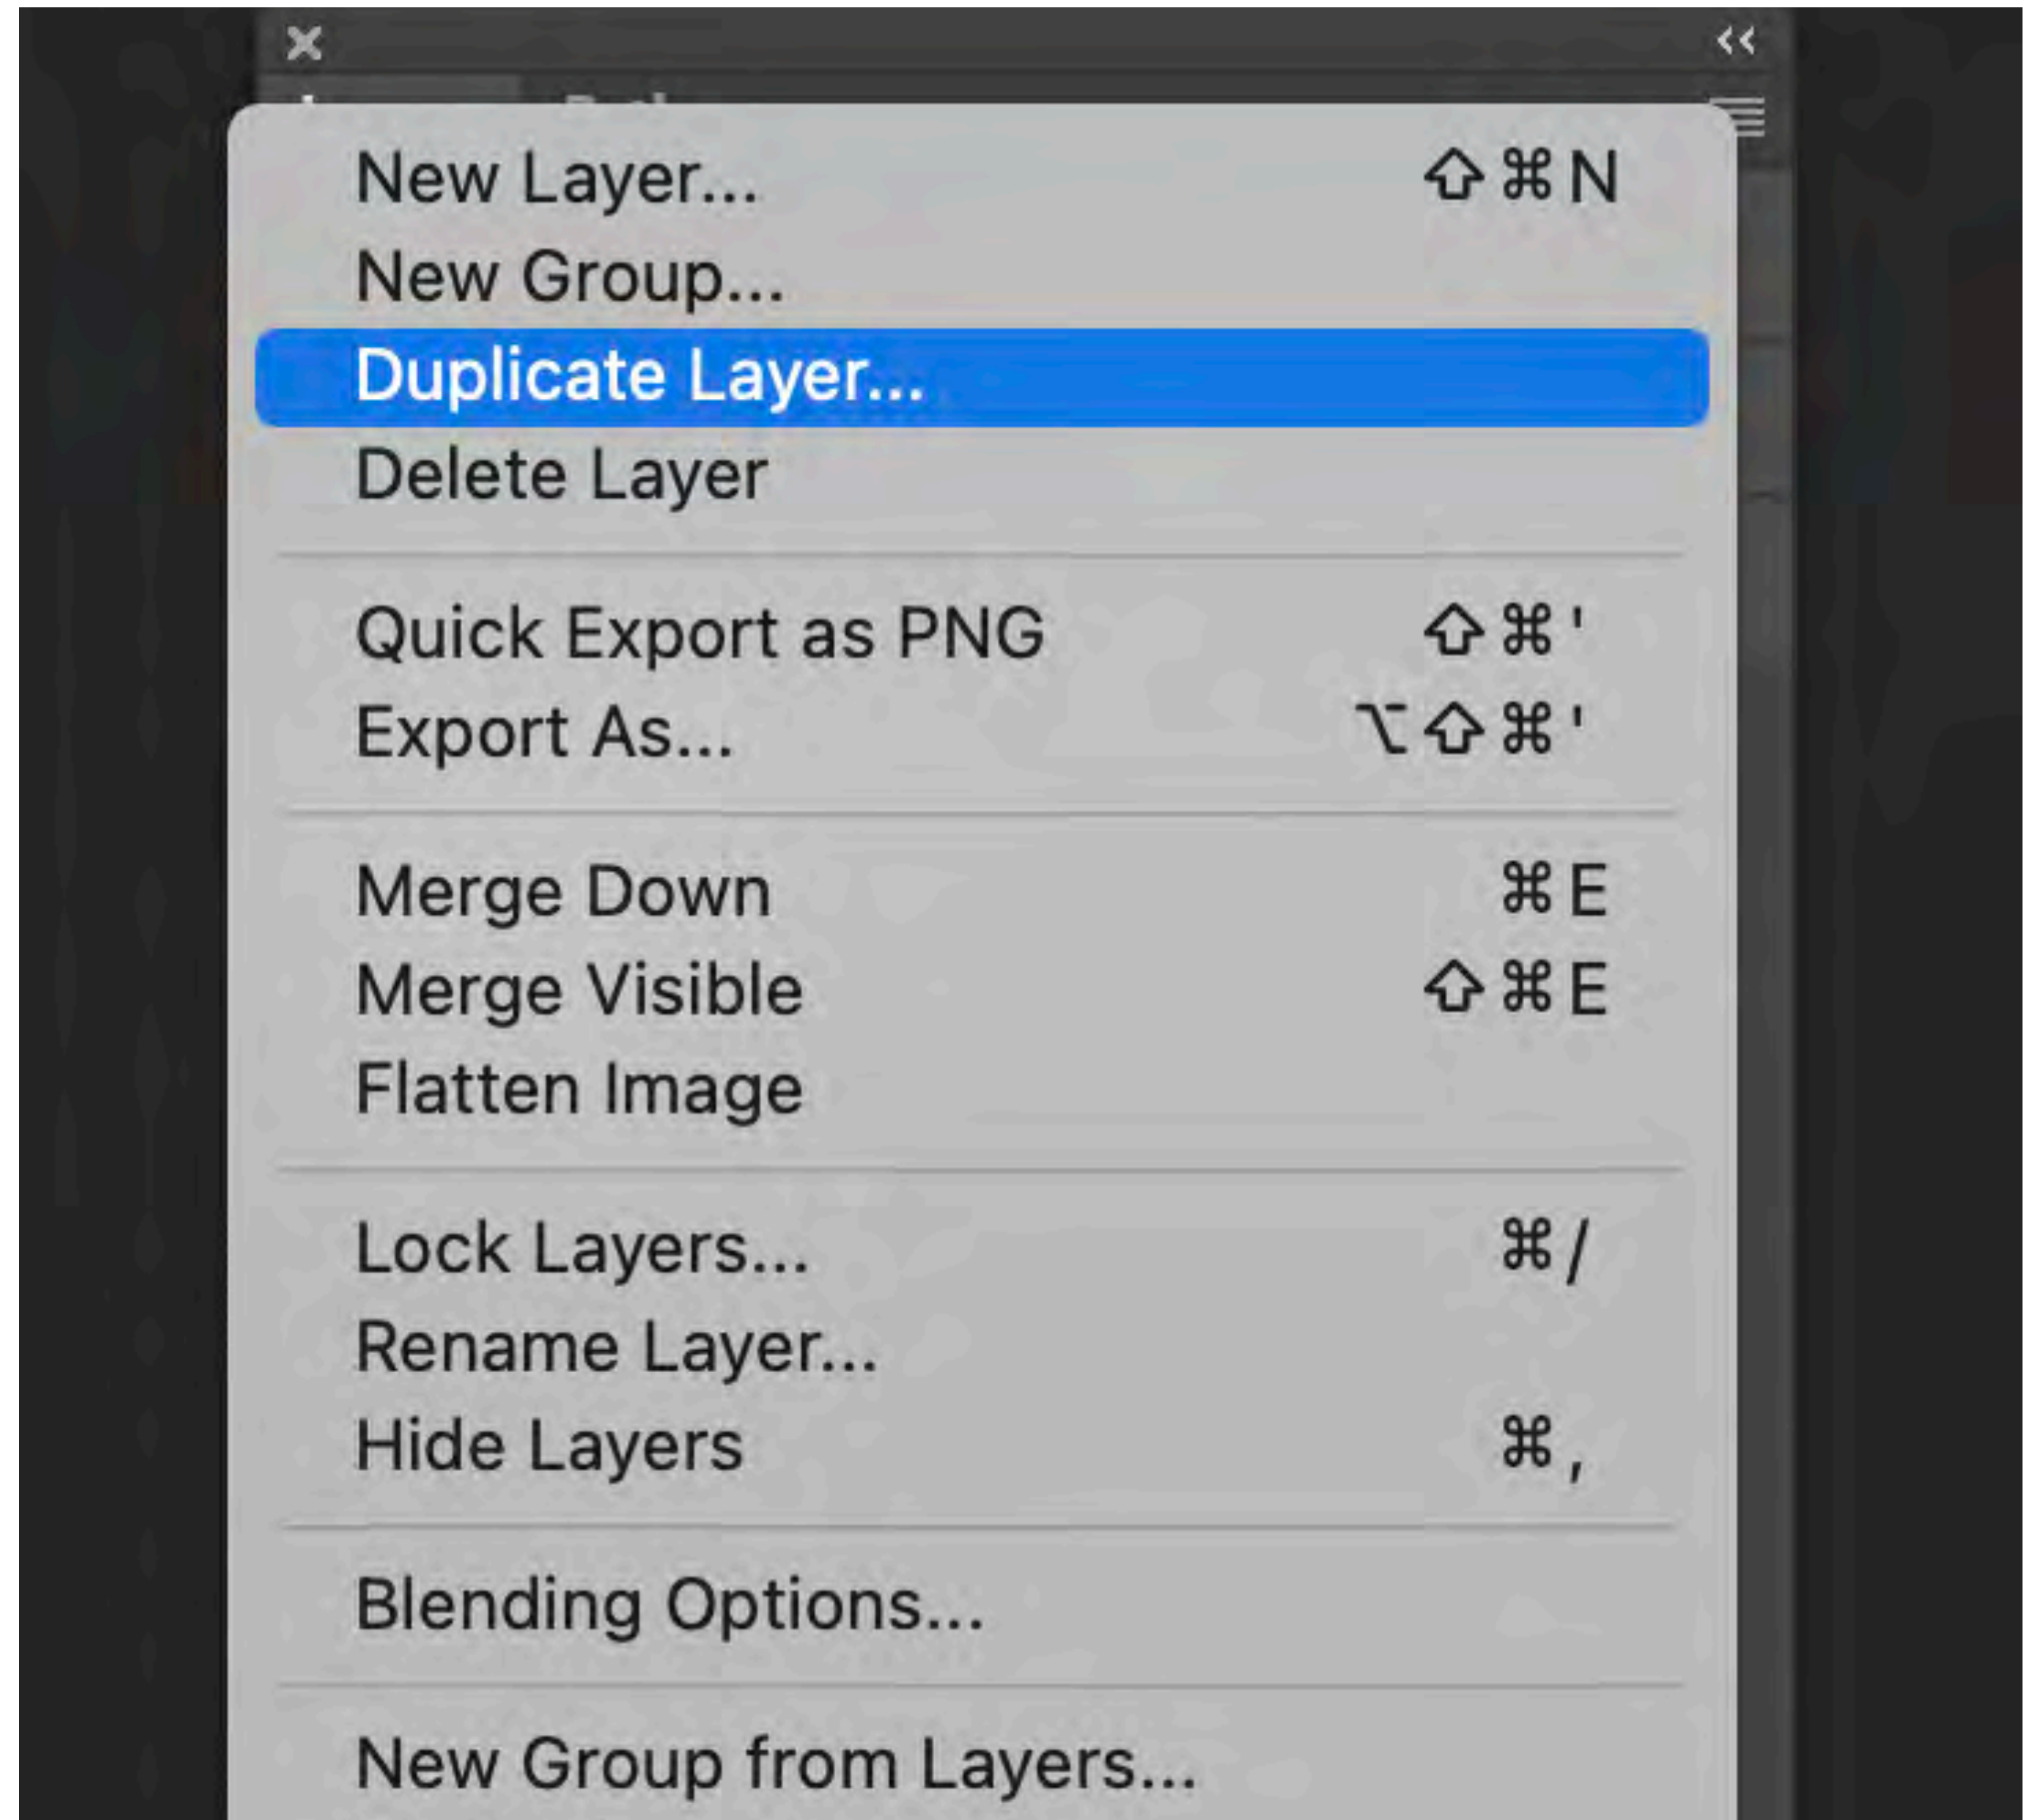 New Layer... ⇧⌘N
New Group...
Duplicate Layer...
Delete Layer
Quick Export as PNG ⇧⌘'
Export As... ⌥⇧⌘'
Merge Down ⌘E
Merge Visible ⇧⌘E
Flatten Image
Lock Layers... ⌘/
Rename Layer...
Hide Layers ⌘,
Blending Options...
New Group from Layers...